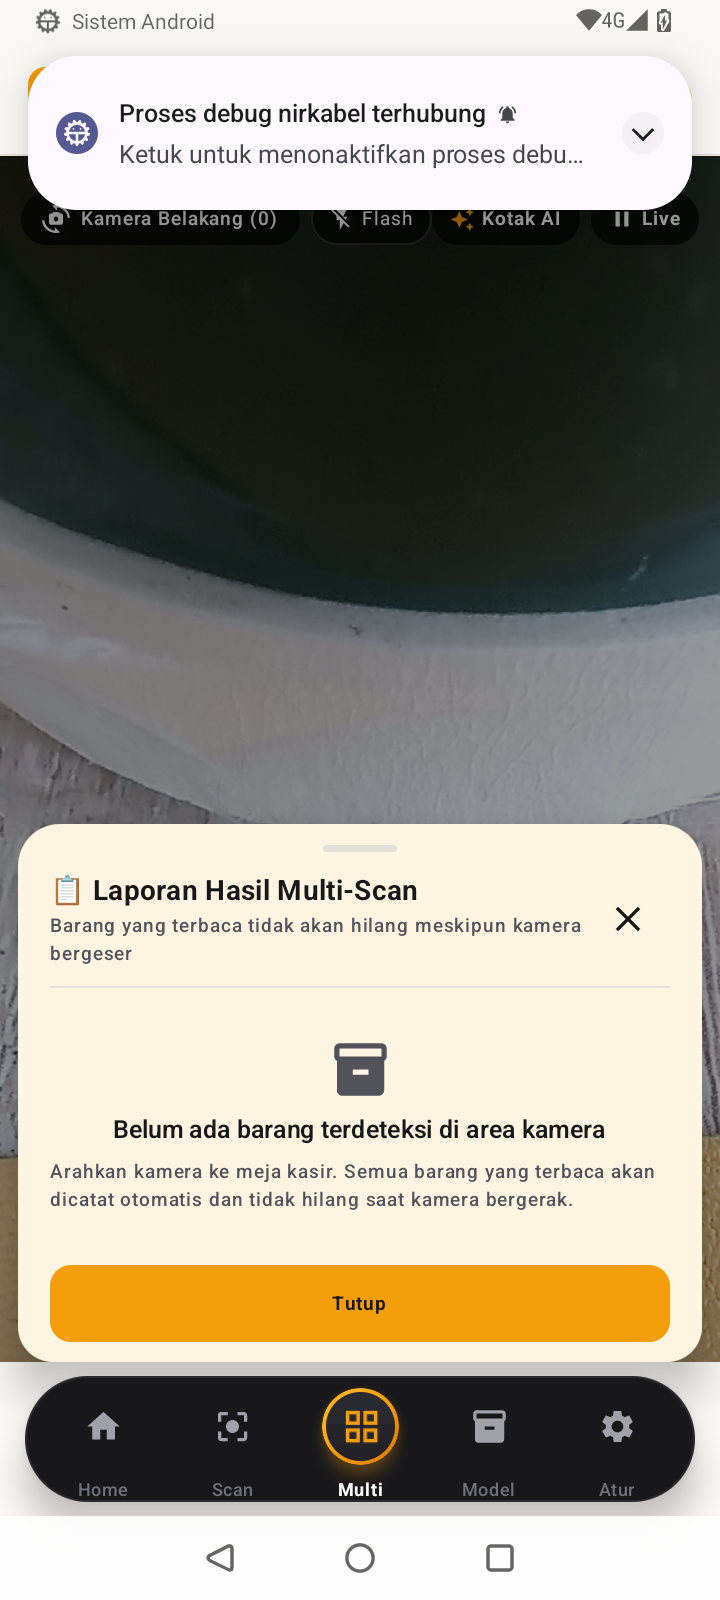 Sistem Android
4G
Proses debug nirkabel terhubung
Ketuk untuk menonaktifkan proses debu...
Kamera Belakang (0)
Flash
Kotak AI
Live
Laporan Hasil Multi-Scan
Barang yang terbaca tidak akan hilang meskipun kamera
bergeser
Belum ada barang terdeteksi di area kamera
Arahkan kamera ke meja kasir. Semua barang yang terbaca akan
dicatat otomatis dan tidak hilang saat kamera bergerak.
Tutup
Home
Scan
Multi
Model
Atur